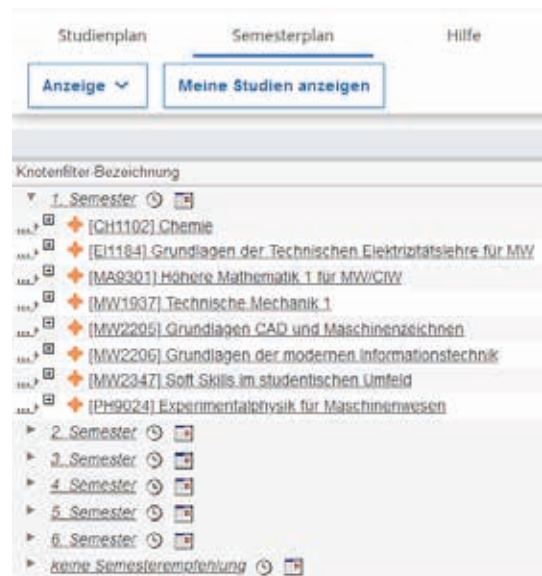 Studienplan Semesterplan Hilfe
Anzeige Meine Studien anzeigen
Knotenfilter-Bezeichnung
1. Semester
[CH1102] Chemie
[EI1184] Grundlagen der Technischen Elektrizitätslehre für MW
[MA9301] Höhere Mathematik 1 für MW/CIW
[MW1937] Technische Mechanik 1
[MW2205] Grundlagen CAD und Maschinenzeichnen
[MW2206] Grundlagen der modernen Informationstechnik
[MW2347] Soft Skills im studentischen Umfeld
[PH9024] Experimentalphysik für Maschinenwesen
2. Semester
3. Semester
4. Semester
5. Semester
6. Semester
keine Semesterempfehlung